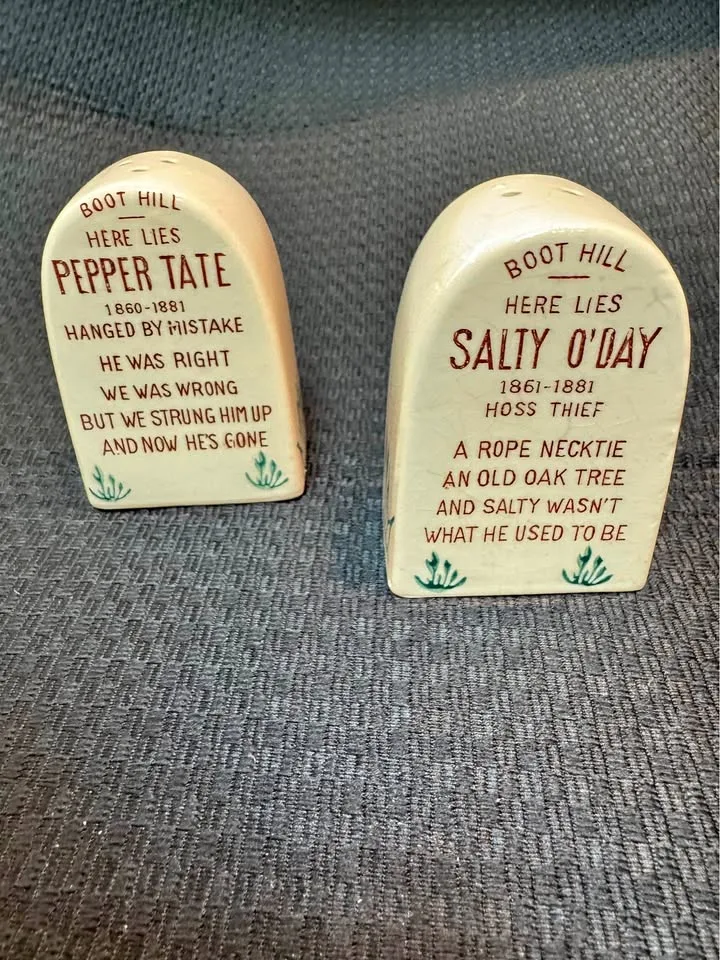 BOOT HILL
HERE LIES
PEPPER TATE
1860-1881
HANGED BY MISTAKE
HE WAS RIGHT
WE WAS WRONG
BUT WE STRUNG HIM UP
AND NOW HE'S GONE
BOOT HILL
HERE LIES
SALTY O'DAY
1861-1881
HOSS THIEF
A ROPE NECKTIE
AN OLD OAK TREE
AND SALTY WASN'T
WHAT HE USED TO BE